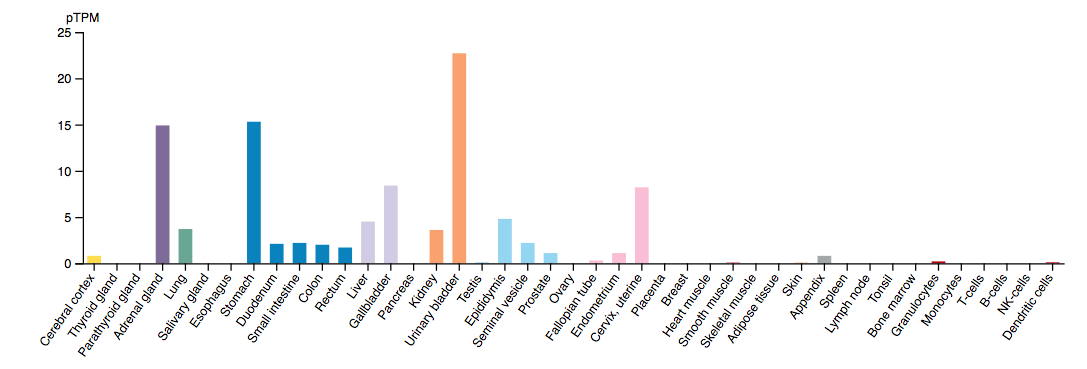 pTPM
25
20
15
10
5
0
Cerebral cortex
Thyroid gland
Parathyroid gland
Adrenal gland
Lung
Salivary gland
Esophagus
Stomach
Duodenum
Small intestine
Colon
Rectum
Liver
Gallbladder
Pancreas
Kidney
Urinary bladder
Testis
Epididymis
Seminal vesicle
Prostate
Ovary
Fallopian tube
Endometrium
Cervix, uterine
Placenta
Breast
Heart muscle
Smooth muscle
Skeletal muscle
Adipose tissue
Skin
Appendix
Spleen
Lymph node
Tonsil
Bone marrow
Granulocytes
Monocytes
T-cells
B-cells
NK-cells
Dendritic cells